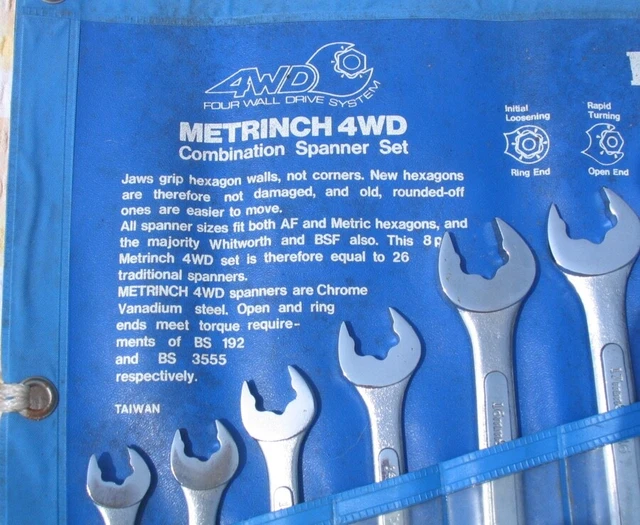 4WD
FOUR WALL DRIVE SYSTEM
METRINCH 4WD
Combination Spanner Set
Initial
Loosening
Ring End
Rapid
Turning
Open End
Jaws grip hexagon walls, not corners. New hexagons
are therefore not damaged, and old, rounded-off
ones are easier to move.
All spanner sizes fit both AF and Metric hexagons, and
the majority Whitworth and BSF also. This 8 p
Metrinch 4WD set is therefore equal to 26
traditional spanners.
METRINCH 4WD spanners are Chrome
Vanadium steel. Open and ring
ends meet torque require-
ments of BS 192
and BS 3555
respectively.
TAIWAN